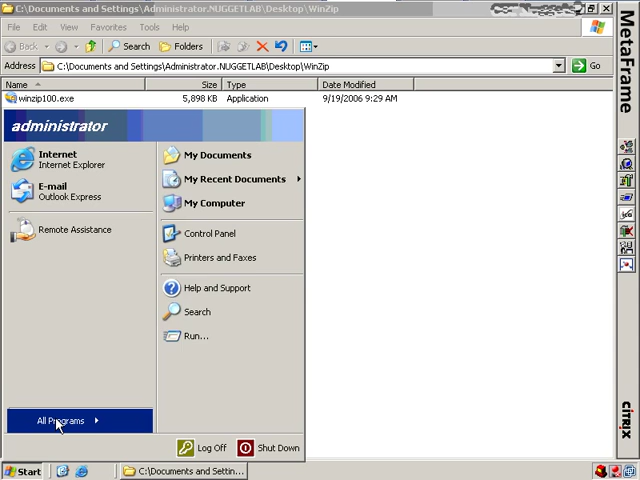 C:\Documents and Settings\Administrator.NUGGETLAB\Desktop\WinZip
File Edit View Favorites Tools Help
Back Search Folders
Address C:\Documents and Settings\Administrator.NUGGETLAB\Desktop\WinZip Go
Name Size Type Date Modified
winzip100.exe 5,898 KB Application 9/19/2006 9:29 AM
administrator
Internet
Internet Explorer
E-mail
Outlook Express
Remote Assistance
All Programs
My Documents
My Recent Documents
My Computer
Control Panel
Printers and Faxes
Help and Support
Search
Run...
Log Off Shut Down
Start C:\Documents and Settin...
MetaFrame
CITRIX